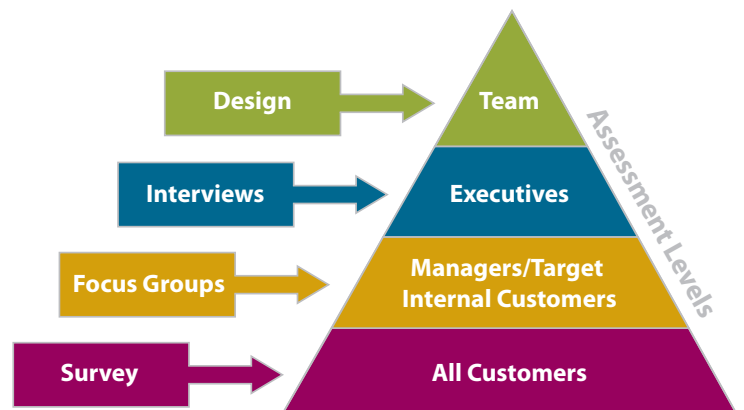 Design
Team
Assessment Levels
Interviews
Executives
Focus Groups
Managers/Target
Internal Customers
Survey
All Customers